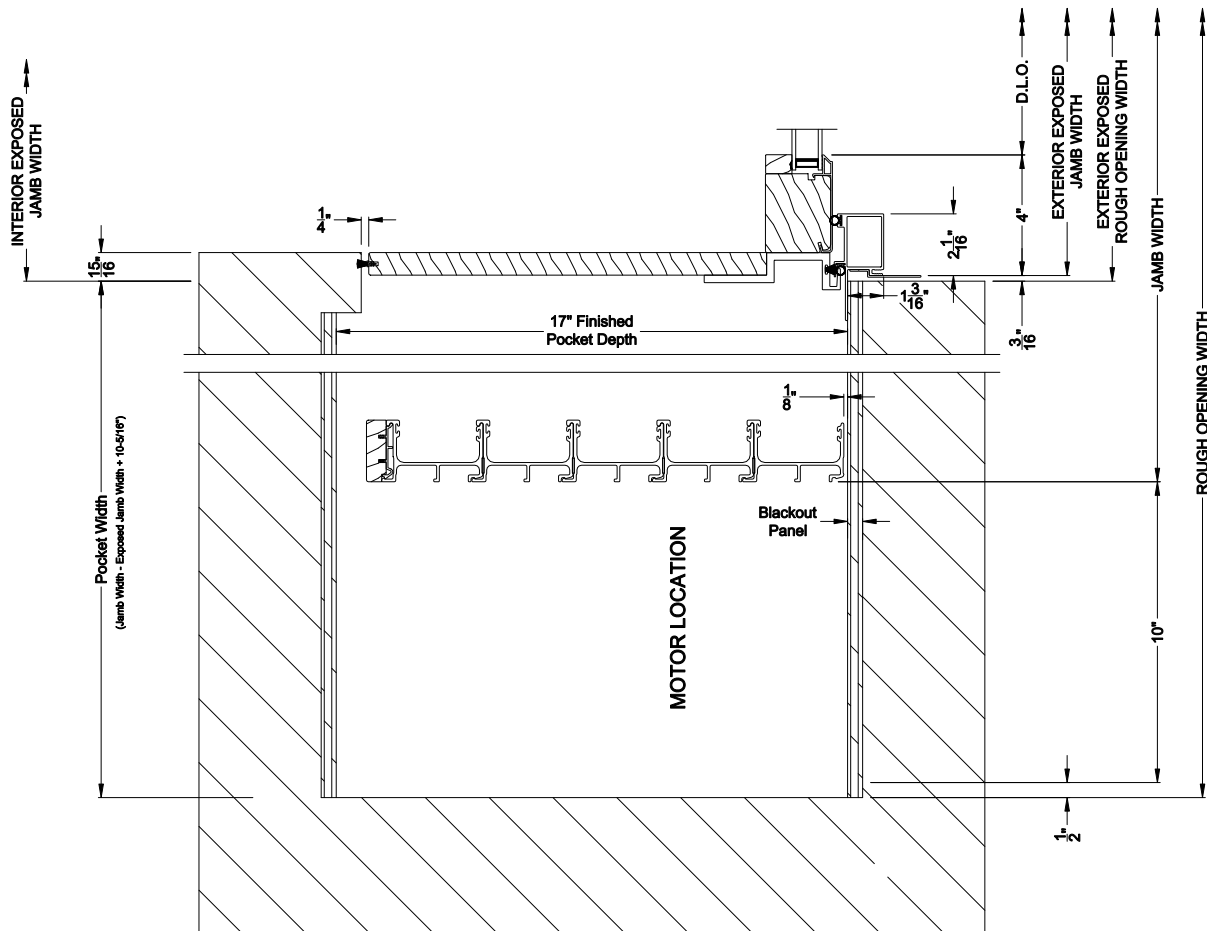 INTERIOR EXPOSED
JAMB WIDTH
D.L.O.
EXTERIOR EXPOSED
JAMB WIDTH
EXTERIOR EXPOSED
ROUGH OPENING WIDTH
JAMB WIDTH
ROUGH OPENING WIDTH
1/4"
15/16"
4"
2 1/16"
1 3/16"
3/16"
17" Finished
Pocket Depth
1/8"
Pocket Width
(Jamb Width - Exposed Jamb Width + 10-5/16")
Blackout
Panel
MOTOR LOCATION
10"
1/2"